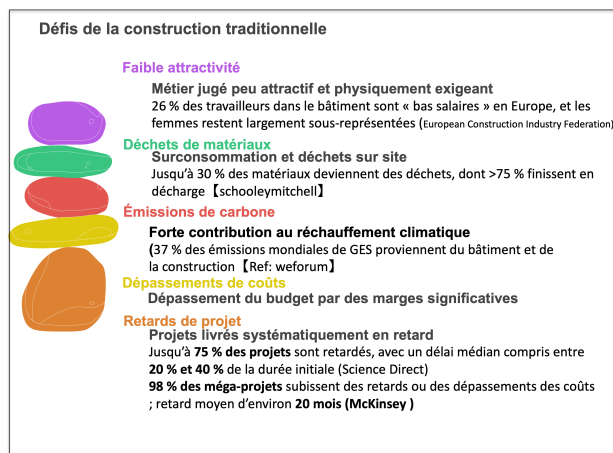 Défis de la construction traditionnelle
Faible attractivité
Métier jugé peu attractif et physiquement exigeant
26 % des travailleurs dans le bâtiment sont « bas salaires » en Europe, et les
femmes restent largement sous-représentées (European Construction Industry Federation)
Déchets de matériaux
Surconsommation et déchets sur site
Jusqu’à 30 % des matériaux deviennent des déchets, dont >75 % finissent en
décharge【schooleymitchell】
Émissions de carbone
Forte contribution au réchauffement climatique
(37 % des émissions mondiales de GES proviennent du bâtiment et de
la construction【Ref: weforum】
Dépassements de coûts
Dépassement du budget par des marges significatives
Retards de projet
Projets livrés systématiquement en retard
Jusqu’à 75 % des projets sont retardés, avec un délai médian compris entre
20 % et 40 % de la durée initiale (Science Direct)
98 % des méga-projets subissent des retards ou des dépassements des coûts
; retard moyen d’environ 20 mois (McKinsey )